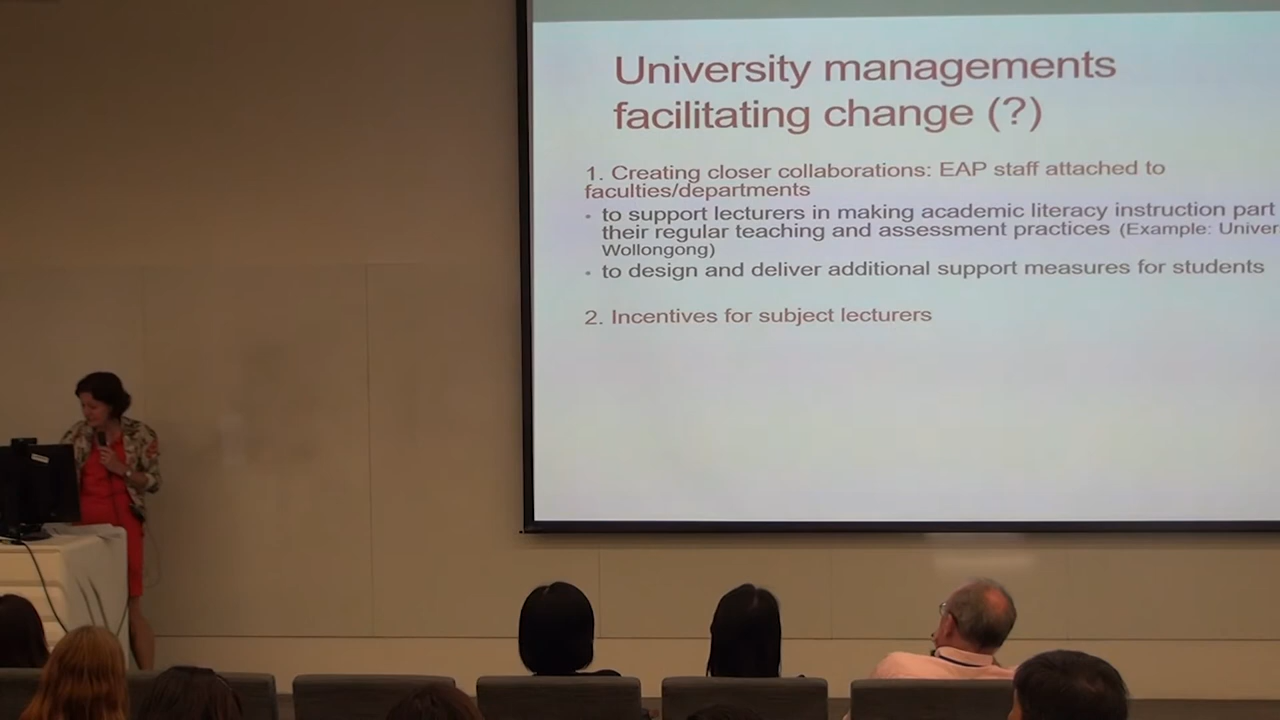 University managements
facilitating change (?)
1. Creating closer collaborations: EAP staff attached to
faculties/departments
• to support lecturers in making academic literacy instruction part
their regular teaching and assessment practices (Example: Univer
Wollongong)
• to design and deliver additional support measures for students
2. Incentives for subject lecturers